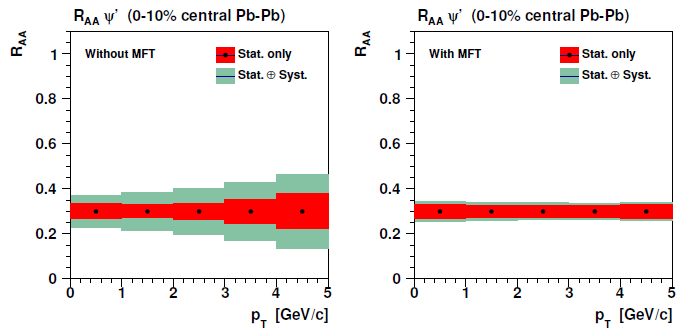 R_AA ψ' (0-10% central Pb-Pb)
R_AA
Without MFT
Stat. only
Stat. ⊕ Syst.
1
0.8
0.6
0.4
0.2
0
0 1 2 3 4 5
p_T [GeV/c]
R_AA ψ' (0-10% central Pb-Pb)
R_AA
With MFT
Stat. only
Stat. ⊕ Syst.
1
0.8
0.6
0.4
0.2
0
0 1 2 3 4 5
p_T [GeV/c]